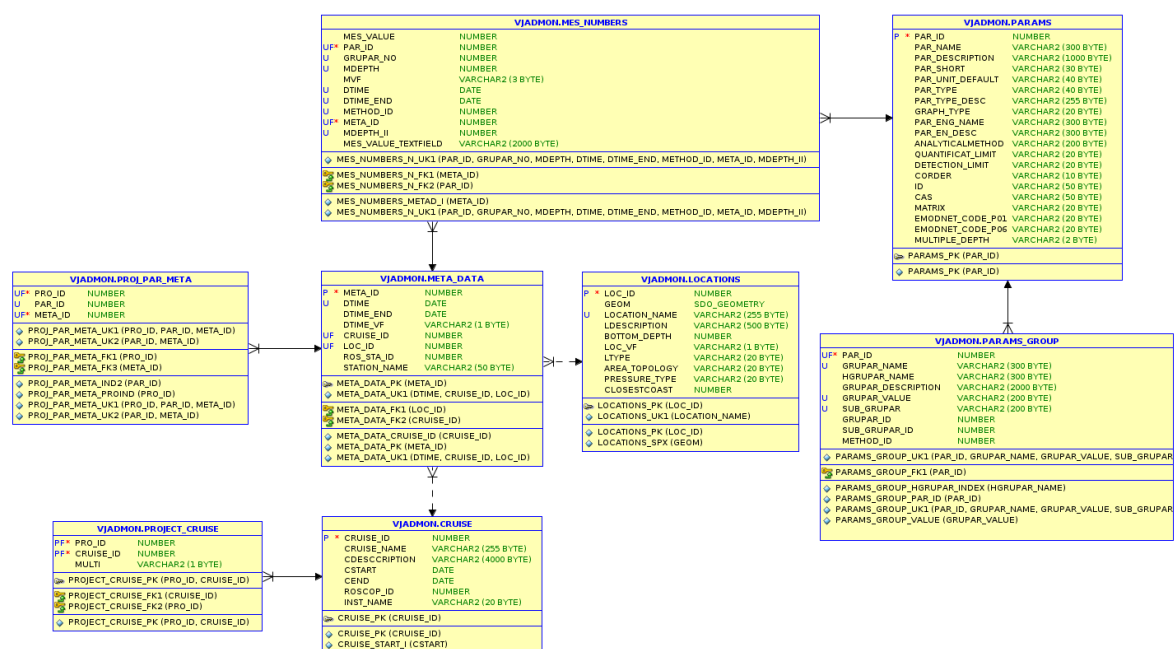 VJADMON.MES_NUMBERS
MES_VALUE NUMBER
UF* PAR_ID NUMBER
U GRUPAR_NO NUMBER
U MDEPTH NUMBER
MVF VARCHAR2 (3 BYTE)
U DTIME DATE
U DTIME_END DATE
U METHOD_ID NUMBER
UF* META_ID NUMBER
U MDEPTH_II NUMBER
MES_VALUE_TEXTFIELD VARCHAR2 (2000 BYTE)
MES_NUMBERS_N_UK1 (PAR_ID, GRUPAR_NO, MDEPTH, DTIME, DTIME_END, METHOD_ID, META_ID, MDEPTH_II)
MES_NUMBERS_N_FK1 (META_ID)
MES_NUMBERS_N_FK2 (PAR_ID)
MES_NUMBERS_METAD_I (META_ID)
MES_NUMBERS_N_UK1 (PAR_ID, GRUPAR_NO, MDEPTH, DTIME, DTIME_END, METHOD_ID, META_ID, MDEPTH_II)
VJADMON.PARAMS
P * PAR_ID NUMBER
PAR_NAME VARCHAR2 (300 BYTE)
PAR_DESCRIPTION VARCHAR2 (1000 BYTE)
PAR_SHORT VARCHAR2 (30 BYTE)
PAR_UNIT_DEFAULT VARCHAR2 (40 BYTE)
PAR_TYPE VARCHAR2 (40 BYTE)
PAR_TYPE_DESC VARCHAR2 (255 BYTE)
GRAPH_TYPE VARCHAR2 (20 BYTE)
PAR_ENG_NAME VARCHAR2 (300 BYTE)
PAR_EN_DESC VARCHAR2 (300 BYTE)
ANALYTICALMETHOD VARCHAR2 (200 BYTE)
QUANTIFICAT_LIMIT VARCHAR2 (20 BYTE)
DETECTION_LIMIT VARCHAR2 (20 BYTE)
CORDER VARCHAR2 (10 BYTE)
ID VARCHAR2 (50 BYTE)
CAS VARCHAR2 (50 BYTE)
MATRIX VARCHAR2 (20 BYTE)
EMODNET_CODE_P01 VARCHAR2 (20 BYTE)
EMODNET_CODE_P06 VARCHAR2 (20 BYTE)
MULTIPLE_DEPTH VARCHAR2 (2 BYTE)
PARAMS_PK (PAR_ID)
PARAMS_PK (PAR_ID)
VJADMON.PROJ_PAR_META
UF* PRO_ID NUMBER
U PAR_ID NUMBER
UF* META_ID NUMBER
PROJ_PAR_META_UK1 (PRO_ID, PAR_ID, META_ID)
PROJ_PAR_META_UK2 (PAR_ID, META_ID)
PROJ_PAR_META_FK1 (PRO_ID)
PROJ_PAR_META_FK3 (META_ID)
PROJ_PAR_META_IND2 (PAR_ID)
PROJ_PAR_META_PROIND (PRO_ID)
PROJ_PAR_META_UK1 (PRO_ID, PAR_ID, META_ID)
PROJ_PAR_META_UK2 (PAR_ID, META_ID)
VJADMON.META_DATA
P * META_ID NUMBER
U DTIME DATE
DTIME_END DATE
DTIME_VF VARCHAR2 (1 BYTE)
UF CRUISE_ID NUMBER
UF LOC_ID NUMBER
ROS_STA_ID NUMBER
STATION_NAME VARCHAR2 (50 BYTE)
META_DATA_PK (META_ID)
META_DATA_UK1 (DTIME, CRUISE_ID, LOC_ID)
META_DATA_FK1 (LOC_ID)
META_DATA_FK2 (CRUISE_ID)
META_DATA_CRUISE_ID (CRUISE_ID)
META_DATA_PK (META_ID)
META_DATA_UK1 (DTIME, CRUISE_ID, LOC_ID)
VJADMON.LOCATIONS
P * LOC_ID NUMBER
GEOM SDO_GEOMETRY
U LOCATION_NAME VARCHAR2 (255 BYTE)
LDESCRIPTION VARCHAR2 (500 BYTE)
BOTTOM_DEPTH NUMBER
LOC_VF VARCHAR2 (1 BYTE)
LTYPE VARCHAR2 (20 BYTE)
AREA_TOPOLOGY VARCHAR2 (20 BYTE)
PRESSURE_TYPE VARCHAR2 (20 BYTE)
CLOSESTCOAST NUMBER
LOCATIONS_PK (LOC_ID)
LOCATIONS_UK1 (LOCATION_NAME)
LOCATIONS_PK (LOC_ID)
LOCATIONS_SPX (GEOM)
VJADMON.PARAMS_GROUP
UF* PAR_ID NUMBER
U GRUPAR_NAME VARCHAR2 (300 BYTE)
HGRUPAR_NAME VARCHAR2 (300 BYTE)
GRUPAR_DESCRIPTION VARCHAR2 (2000 BYTE)
U GRUPAR_VALUE VARCHAR2 (200 BYTE)
U SUB_GRUPAR VARCHAR2 (200 BYTE)
GRUPAR_ID NUMBER
SUB_GRUPAR_ID NUMBER
METHOD_ID NUMBER
PARAMS_GROUP_UK1 (PAR_ID, GRUPAR_NAME, GRUPAR_VALUE, SUB_GRUPAR
PARAMS_GROUP_FK1 (PAR_ID)
PARAMS_GROUP_HGRUPAR_INDEX (HGRUPAR_NAME)
PARAMS_GROUP_PAR_ID (PAR_ID)
PARAMS_GROUP_UK1 (PAR_ID, GRUPAR_NAME, GRUPAR_VALUE, SUB_GRUPAR
PARAMS_GROUP_VALUE (GRUPAR_VALUE)
VJADMON.PROJECT_CRUISE
PF* PRO_ID NUMBER
PF* CRUISE_ID NUMBER
MULTI VARCHAR2 (1 BYTE)
PROJECT_CRUISE_PK (PRO_ID, CRUISE_ID)
PROJECT_CRUISE_FK1 (CRUISE_ID)
PROJECT_CRUISE_FK2 (PRO_ID)
PROJECT_CRUISE_PK (PRO_ID, CRUISE_ID)
VJADMON.CRUISE
P * CRUISE_ID NUMBER
CRUISE_NAME VARCHAR2 (255 BYTE)
CDESCCRIPTION VARCHAR2 (4000 BYTE)
CSTART DATE
CEND DATE
ROSCOP_ID NUMBER
INST_NAME VARCHAR2 (20 BYTE)
CRUISE_PK (CRUISE_ID)
CRUISE_PK (CRUISE_ID)
CRUISE_START_I (CSTART)